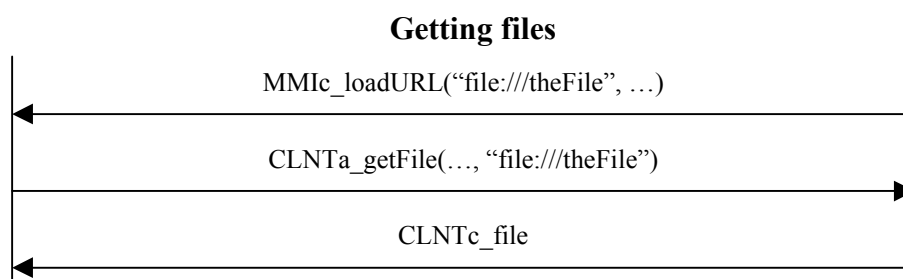 Getting files
MMIc_loadURL(“file:///theFile”, …)
CLNTa_getFile(…, “file:///theFile”)
CLNTc_file